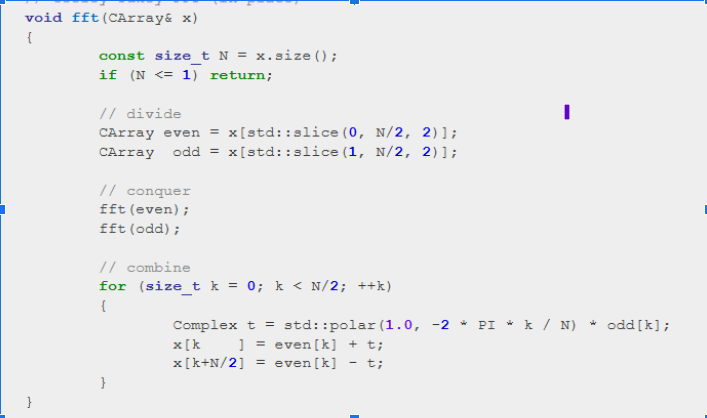 void fft(CArray& x)
{
const size_t N = x.size();
if (N <= 1) return;
// divide
CArray even = x[std::slice(0, N/2, 2)];
CArray  odd = x[std::slice(1, N/2, 2)];
// conquer
fft(even);
fft(odd);
// combine
for (size_t k = 0; k < N/2; ++k)
{
Complex t = std::polar(1.0, -2 * PI * k / N) * odd[k];
x[k    ] = even[k] + t;
x[k+N/2] = even[k] - t;
}
}